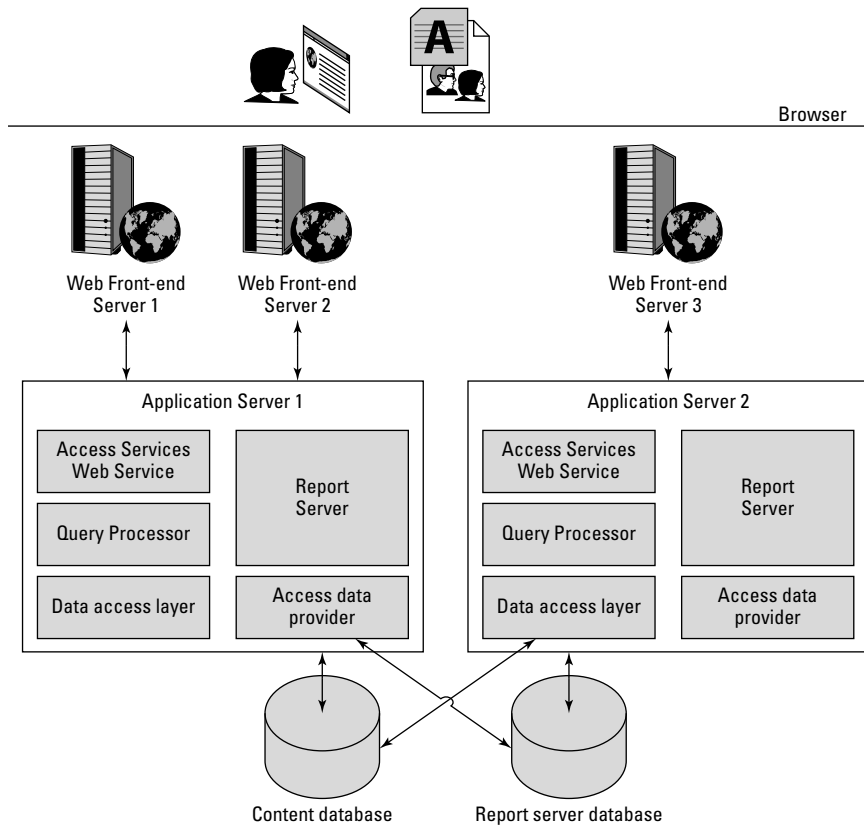 A
Browser
Web Front-end
Server 1
Web Front-end
Server 2
Web Front-end
Server 3
Application Server 1
Access Services
Web Service
Report
Server
Query Processor
Data access layer
Access data
provider
Application Server 2
Access Services
Web Service
Report
Server
Query Processor
Data access layer
Access data
provider
Content database
Report server database